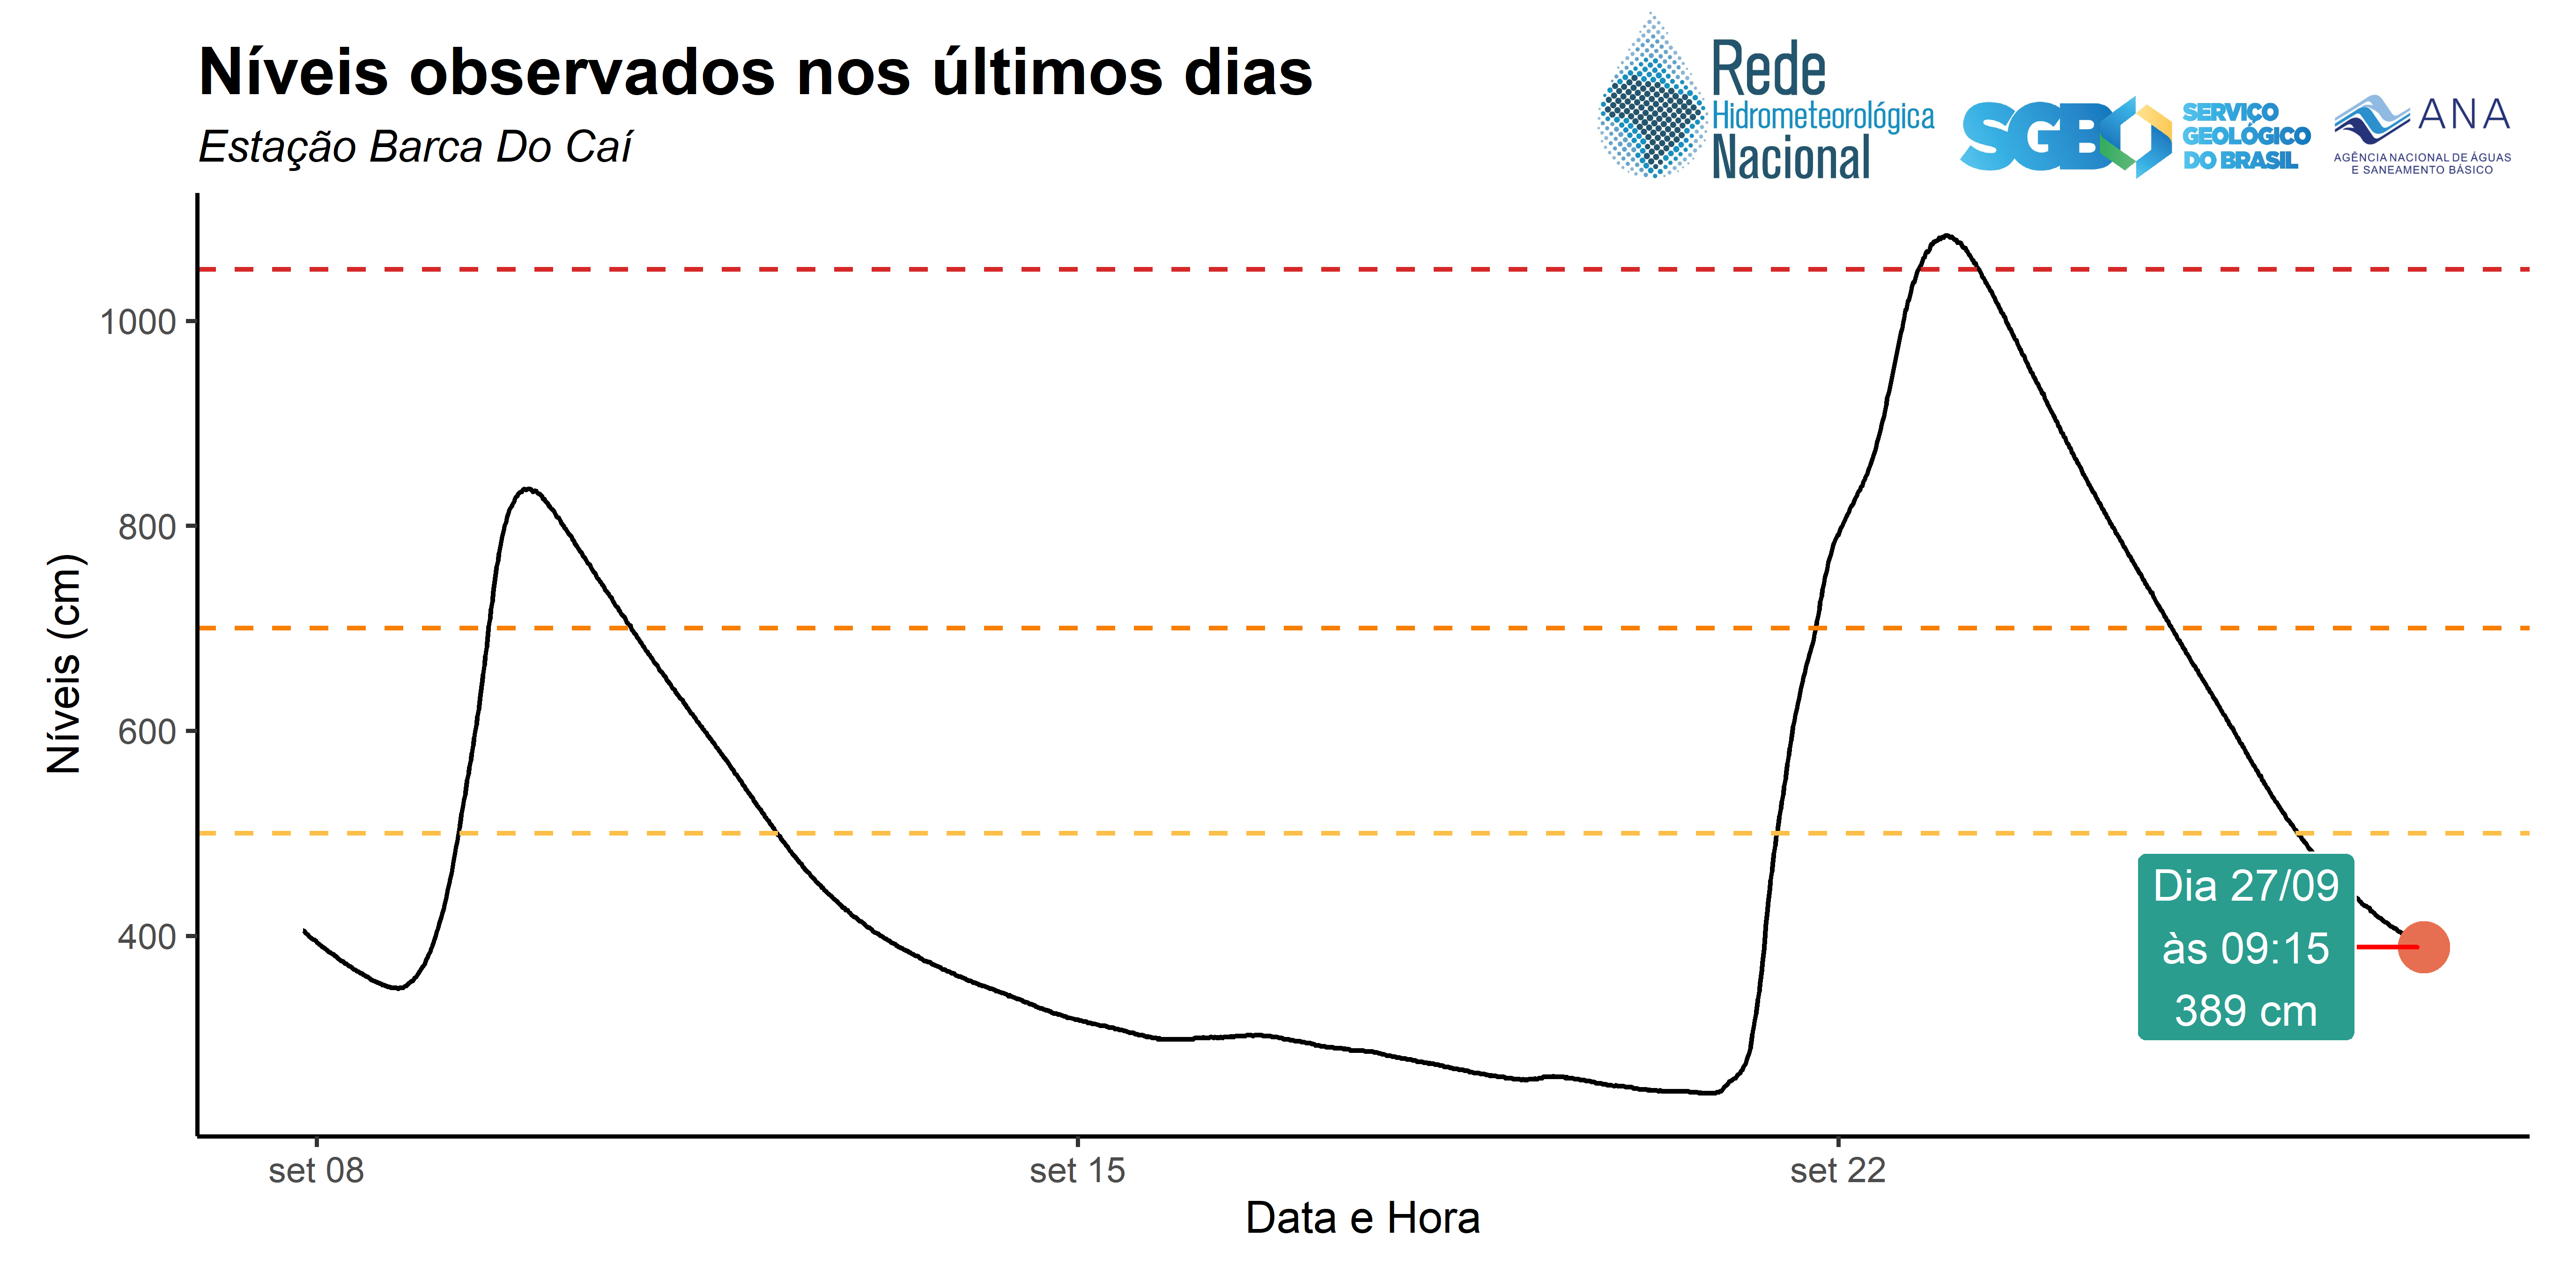 Níveis observados nos últimos dias
Estação Barca Do Caí
Rede
Hidrometeorológica
Nacional
SGB
SERVIÇO
GEOLÓGICO
DO BRASIL
ANA
AGÊNCIA NACIONAL DE ÁGUAS
E SANEAMENTO BÁSICO
Níveis (cm)
1000
800
600
400
Dia 27/09
às 09:15
389 cm
set 08
set 15
set 22
Data e Hora